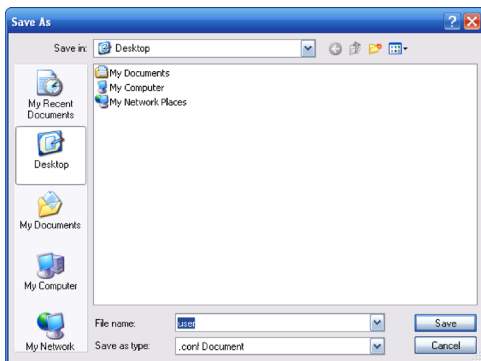 Save As
Save in:
Desktop
My Recent
Documents
Desktop
My Documents
My Computer
My Network
My Documents
My Computer
My Network Places
File name:
user
Save
Save as type:
.conf Document
Cancel